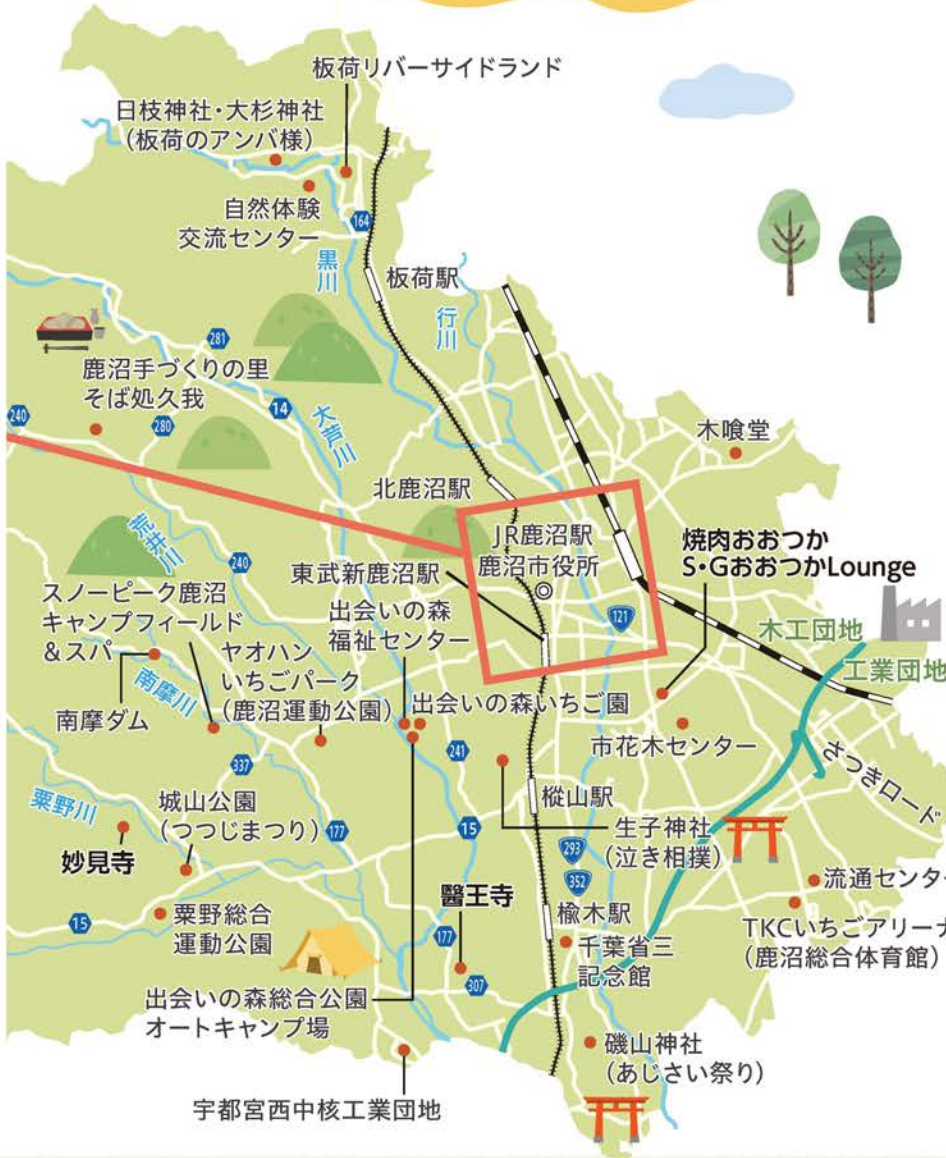 板荷リバーサイドランド
日枝神社・大杉神社
(板荷のアンバ様)
自然体験
交流センター
164
黒川
板荷駅
行川
281
鹿沼手づくりの里
そば処久我
240
280
14
大芦川
木喰堂
北鹿沼駅
JR鹿沼駅
鹿沼市役所
東武新鹿沼駅
焼肉おおつか
S・GおおつかLounge
荒井川
240
121
スノーピーク鹿沼
キャンプフィールド
&スパ
出会いの森
福祉センター
木工団地
工業団地
ヤオハン
いちごパーク
(鹿沼運動公園)
南摩川
南摩ダム
出会いの森いちご園
市花木センター
241
337
さつきロード
粟野川
城山公園
(つつじまつり)
177
樅山駅
15
生子神社
(泣き相撲)
293
352
妙見寺
醫王寺
流通センター
15
粟野総合
運動公園
177
楡木駅
TKCいちごアリーナ
(鹿沼総合体育館)
千葉省三
記念館
307
出会いの森総合公園
オートキャンプ場
磯山神社
(あじさい祭り)
宇都宮西中核工業団地